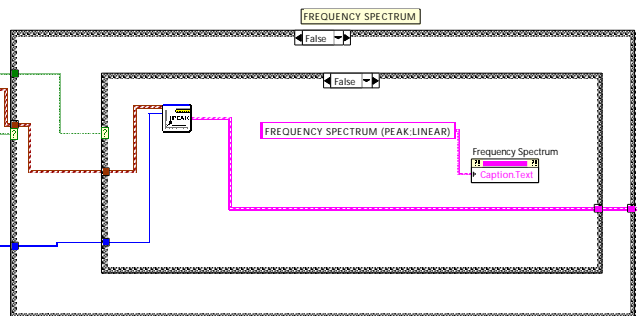 FREQUENCY SPECTRUM
False
False
PEAK
FREQUENCY SPECTRUM (PEAK:LINEAR)
Frequency Spectrum
?! ?!
Caption.Text
?
?